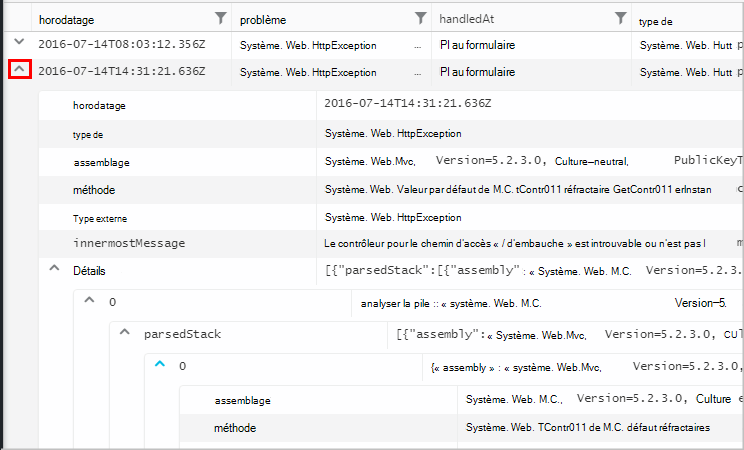 horodatage problème handledAt type de
2016-07-14T08:03:12.356Z Système. Web. HttpException ... Pl au formulaire Système. Web. Hutt p
2016-07-14T14:31:21.636Z Système. Web. HttpException ... Pl au formulaire Système. Web. Hutt p
horodatage 2016-07-14T14:31:21.636Z
type de Système. Web. HttpException
assemblage Système. Web.Mvc, Version=5.2.3.0, Culture=neutral, PublicKeyT
méthode Système. Web. Valeur par défaut de M.C. tContr011 réfractaire GetContr011 erInstan c
Type externe Système. Web. HttpException
innermostMessage Le contrôleur pour le chemin d'accès « / d'embauche » est introuvable ou n'est pas l m
Détails [{"parsedStack":[{"assembly" : « Système. Web. M.C. Version=5.2.3.
0 analyser la pile :: « système. Web. M.C. Version=5.
parsedStack [{"assembly":« Système. Web.Mvc, Version=5.2.3.0, CUl
0 {« assembly » : « système. Web.Mvc, Version=5.2.3.0,
assemblage Système. Web. M.C., Version=5.2.3.0, Culture e
méthode Système. Web. TContr011 de M.C. défaut réfractaires